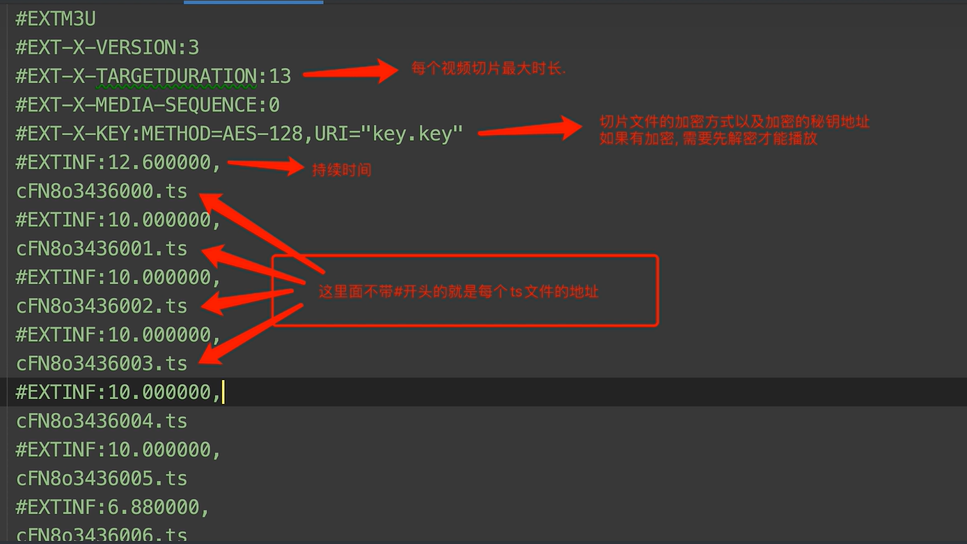 #EXTM3U
#EXT-X-VERSION:3
#EXT-X-TARGETDURATION:13
每个视频切片最大时长.
#EXT-X-MEDIA-SEQUENCE:0
#EXT-X-KEY:METHOD=AES-128,URI="key.key"
切片文件的加密方式以及加密的秘钥地址
如果有加密, 需要先解密才能播放
#EXTINF:12.600000,
持续时间
cFN8o3436000.ts
#EXTINF:10.000000,
cFN8o3436001.ts
#EXTINF:10.000000,
这里面不带#开头的就是每个ts文件的地址
cFN8o3436002.ts
#EXTINF:10.000000,
cFN8o3436003.ts
#EXTINF:10.000000,
cFN8o3436004.ts
#EXTINF:10.000000,
cFN8o3436005.ts
#EXTINF:6.880000,
cFN8o3436006.ts